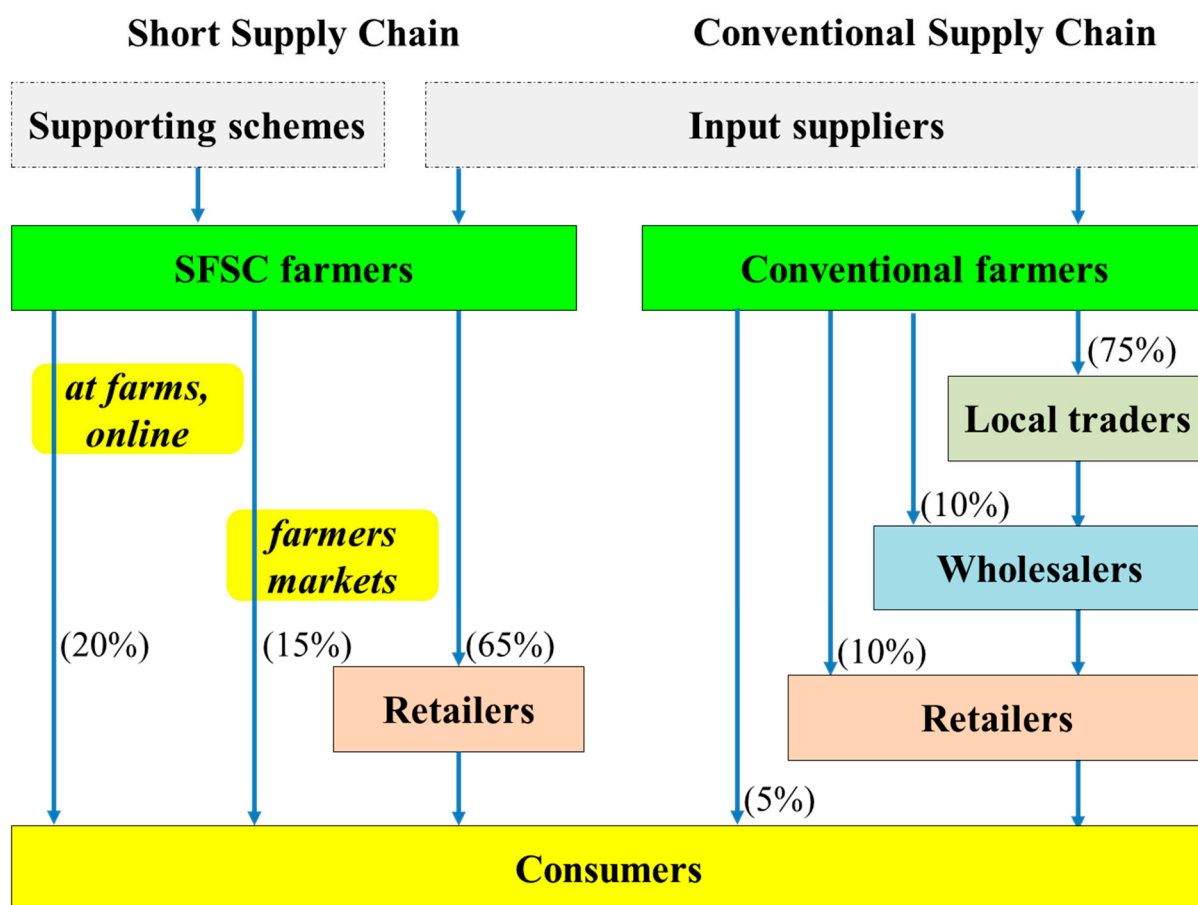 Short Supply Chain
Conventional Supply Chain
Supporting schemes
Input suppliers
SFSC farmers
Conventional farmers
(75%)
at farms,
online
Local traders
(10%)
farmers
markets
Wholesalers
(20%)
(15%)
(65%)
(10%)
Retailers
Retailers
(5%)
Consumers